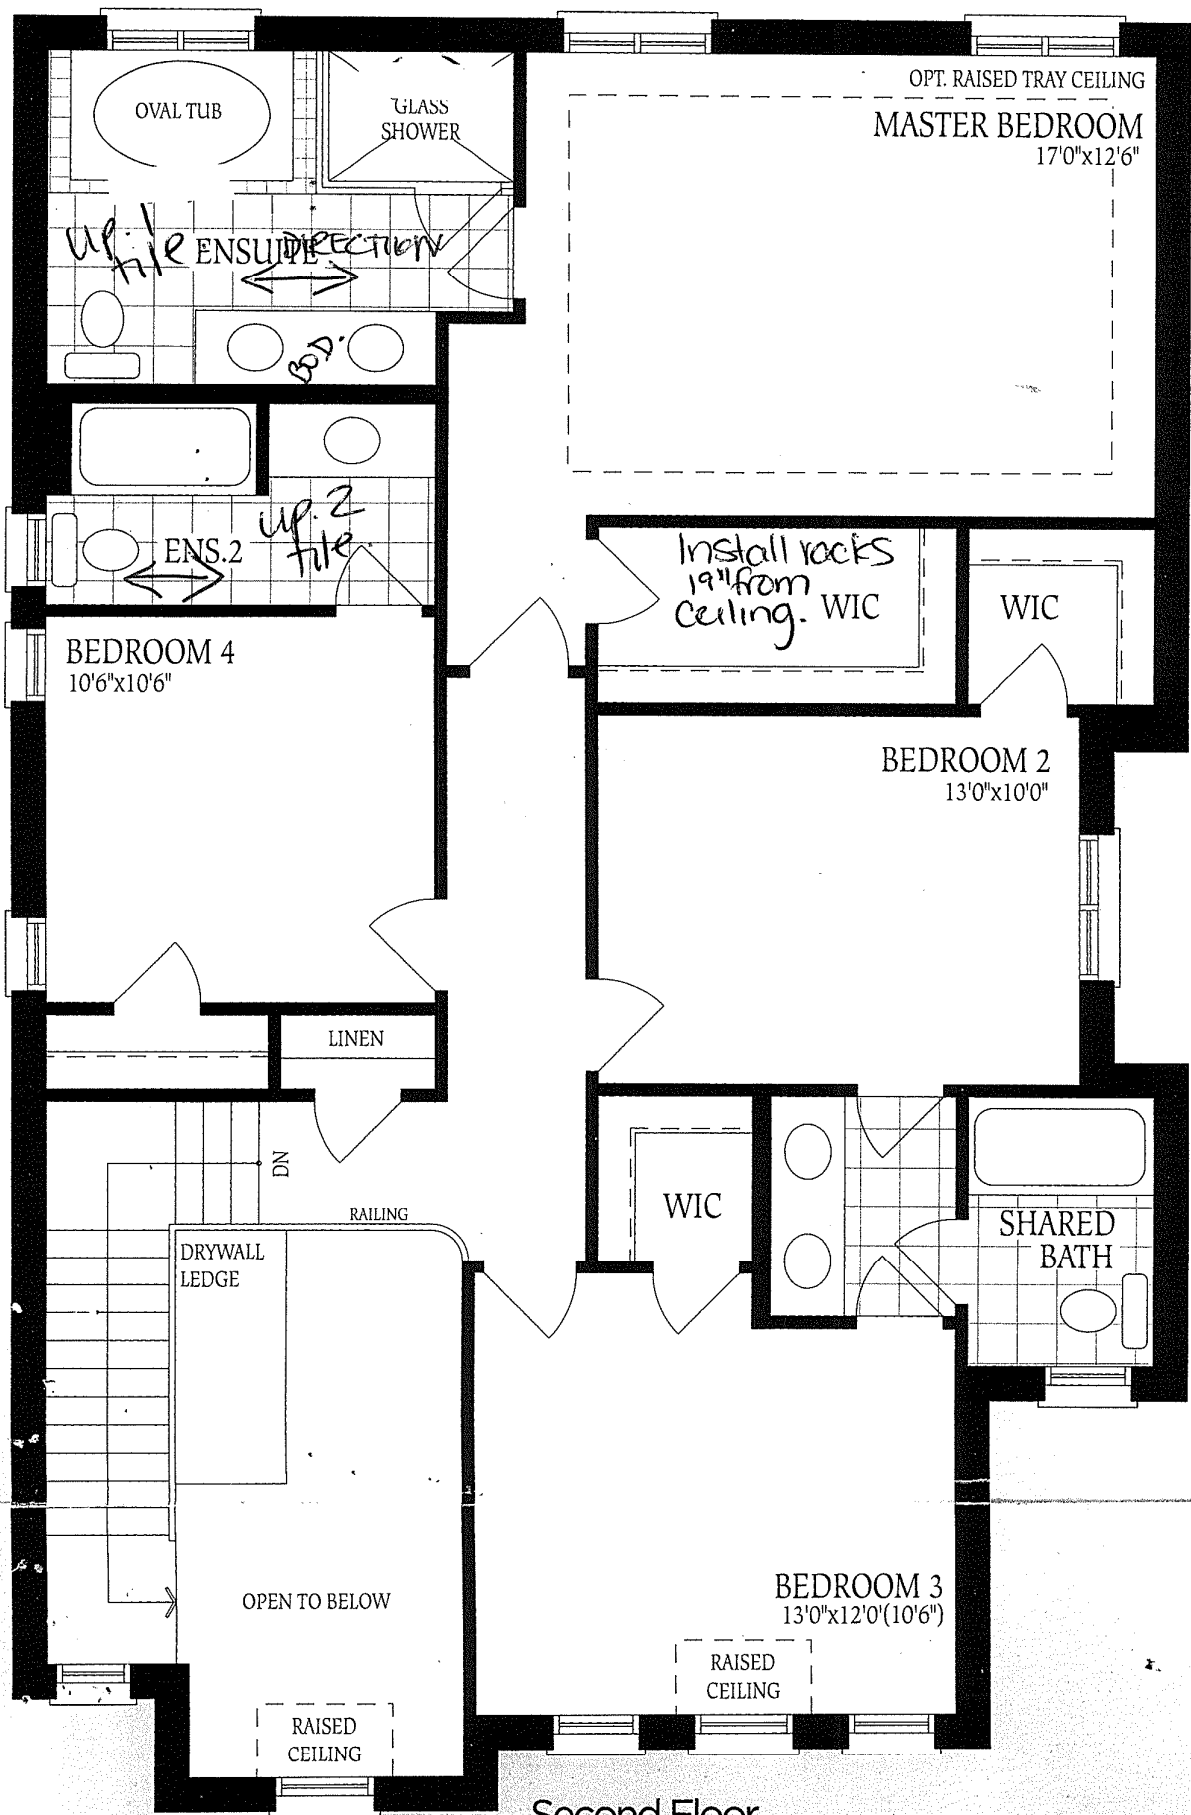 OVAL TUB
GLASS
SHOWER
OPT. RAISED TRAY CEILING
MASTER BEDROOM
17'0"x12'6"
up. 1
tile
ENSUITE
DIRECTION
BOD.
up. 2
tile
ENS.2
Install racks
19" from
Ceiling.
WIC
WIC
BEDROOM 4
10'6"x10'6"
BEDROOM 2
13'0"x10'0"
LINEN
DN
RAILING
DRYWALL
LEDGE
WIC
SHARED
BATH
OPEN TO BELOW
BEDROOM 3
13'0"x12'0'(10'6")
RAISED
CEILING
RAISED
CEILING
Second Floor